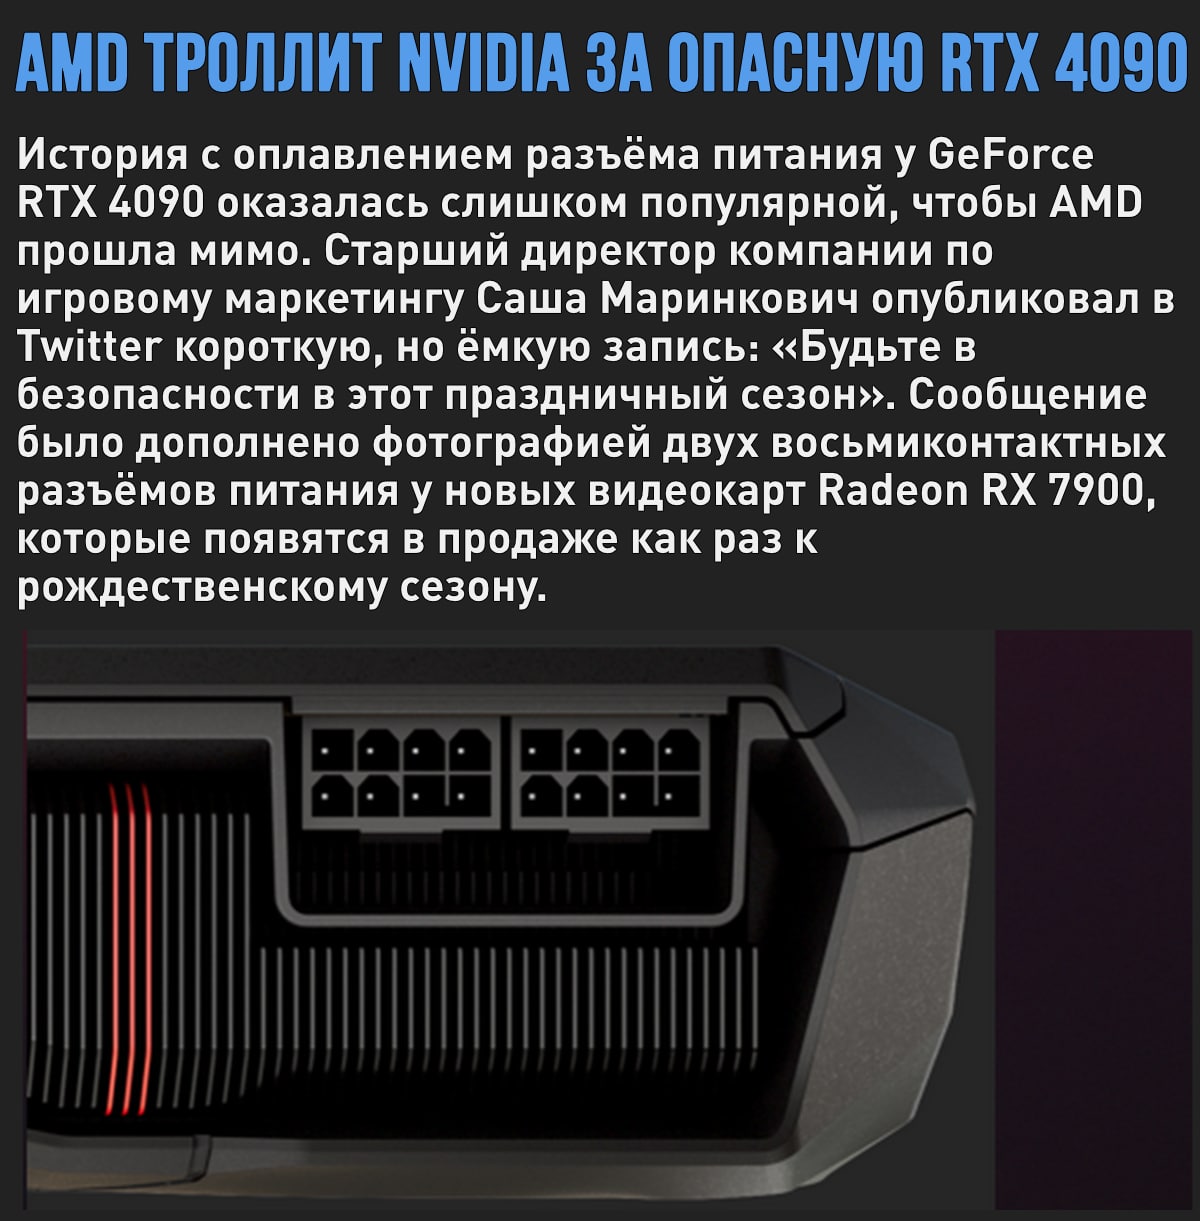 AMD ТРОЛЛИТ NVIDIA ЗА ОПАСНУЮ RTX 4090
История с оплавлением разъёма питания у GeForce
RTX 4090 оказалась слишком популярной, чтобы AMD
прошла мимо. Старший директор компании по
игровому маркетингу Саша Маринкович опубликовал в
Twitter короткую, но ёмкую запись: «Будьте в
безопасности в этот праздничный сезон». Сообщение
было дополнено фотографией двух восьмиконтактных
разъёмов питания у новых видеокарт Radeon RX 7900,
которые появятся в продаже как раз к
рождественскому сезону.